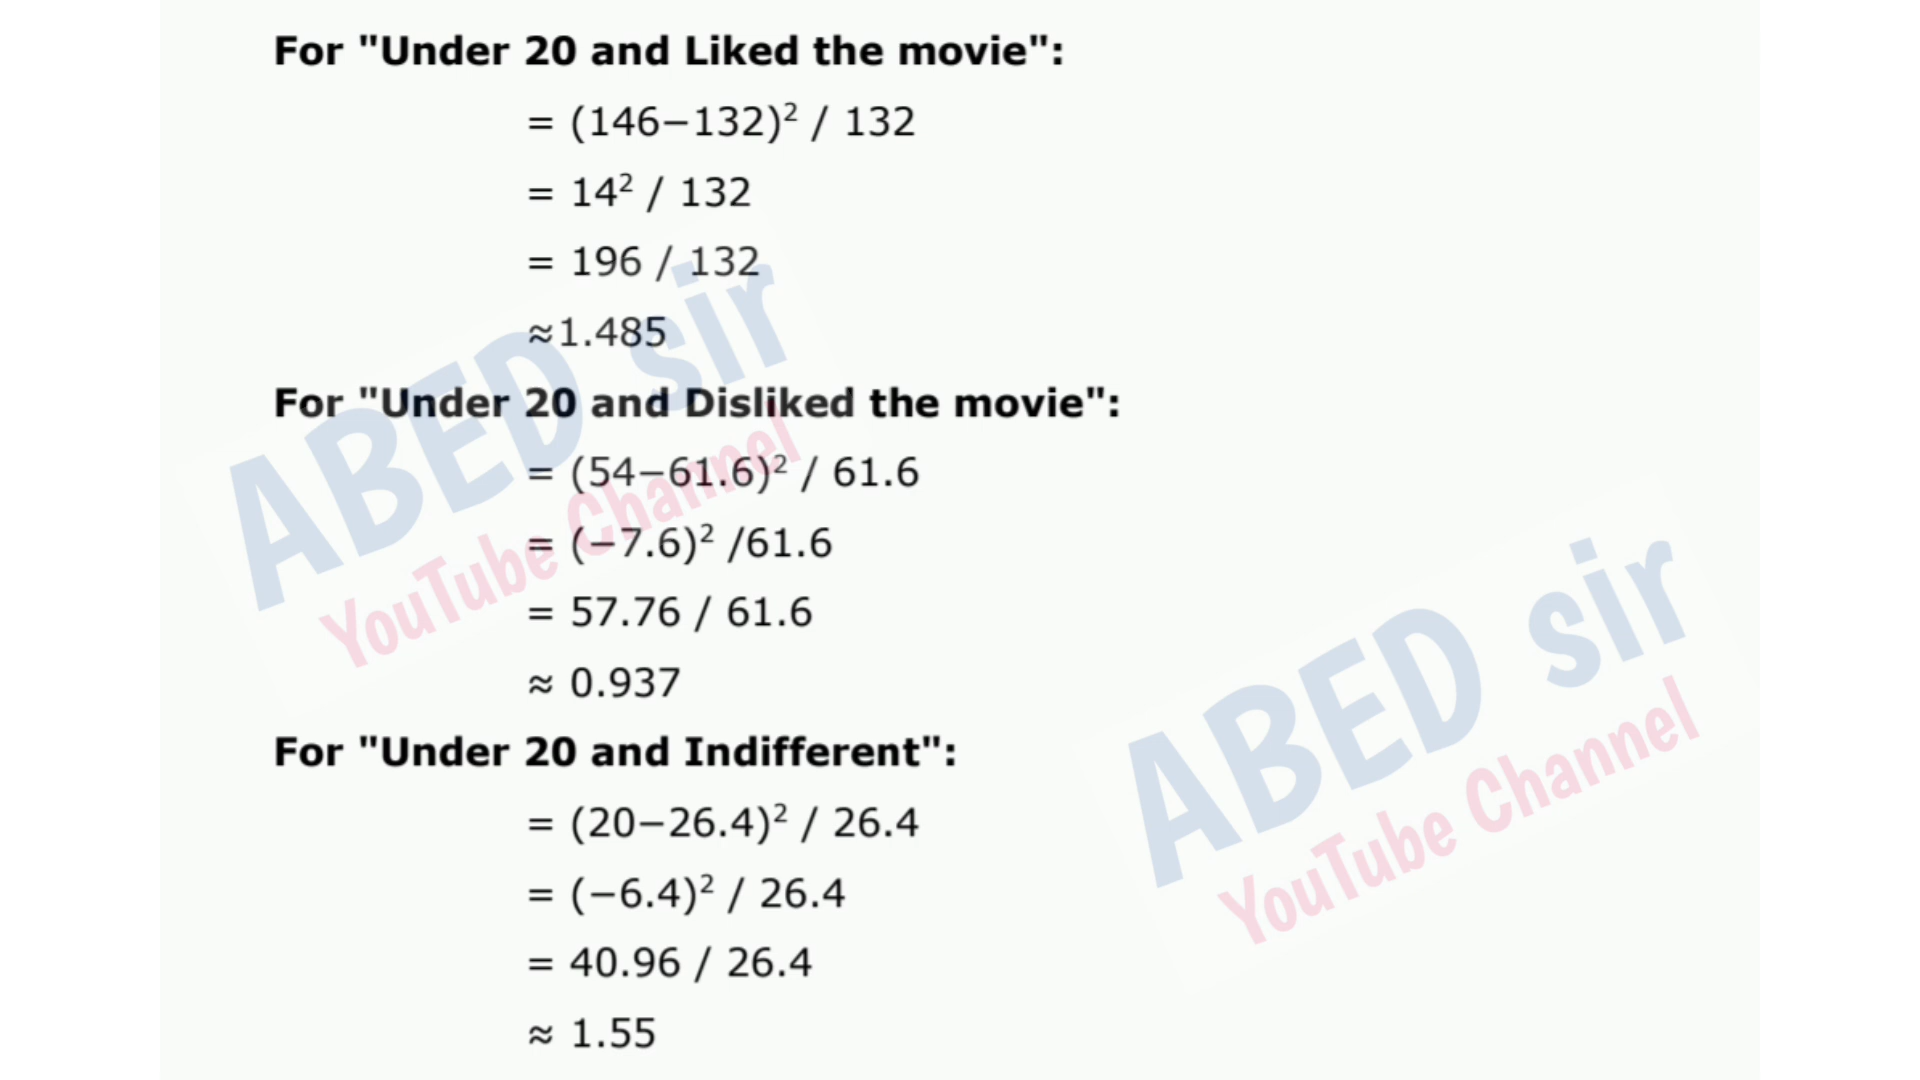 For "Under 20 and Liked the movie":
= (146−132)² / 132
= 14² / 132
= 196 / 132
≈1.485
For "Under 20 and Disliked the movie":
= (54−61.6)² / 61.6
= (−7.6)² /61.6
= 57.76 / 61.6
≈ 0.937
For "Under 20 and Indifferent":
= (20−26.4)² / 26.4
= (−6.4)² / 26.4
= 40.96 / 26.4
≈ 1.55
ABED sir
YouTube Channel
ABED sir
YouTube Channel